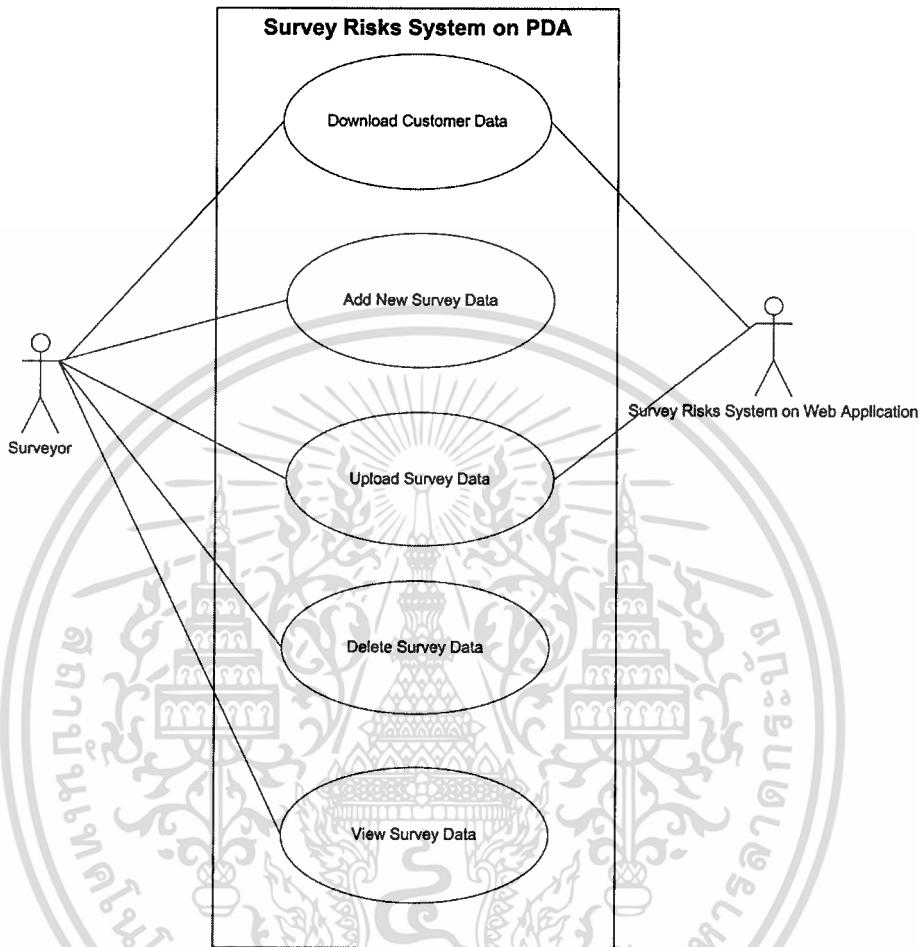 Survey Risks System on PDA
Download Customer Data
Add New Survey Data
Surveyor
Survey Risks System on Web Application
Upload Survey Data
Delete Survey Data
View Survey Data